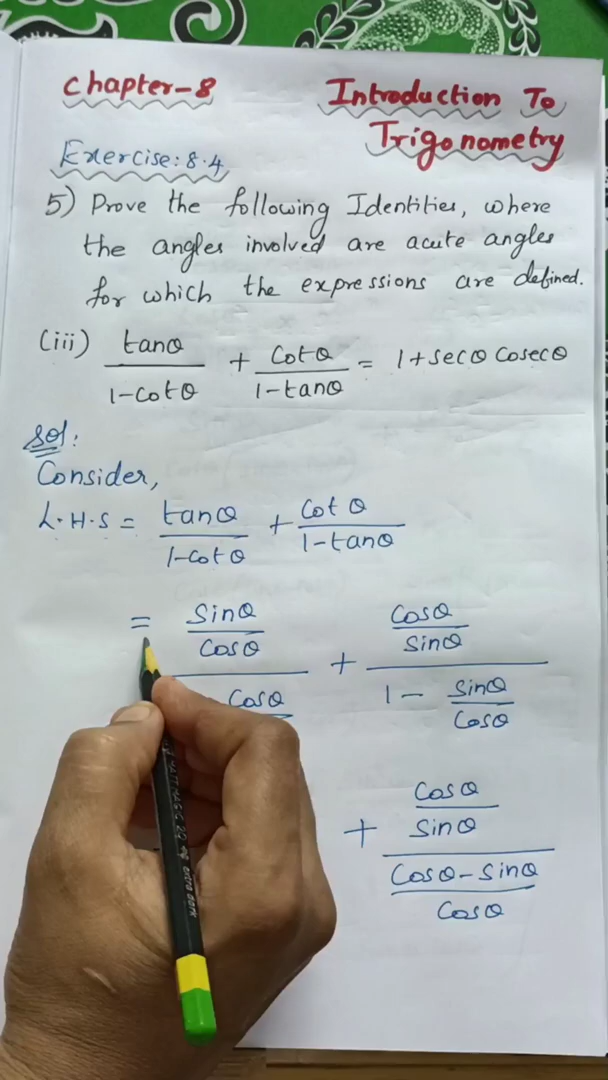 Chapter-8 Introduction To
Trigonometry
Exercise: 8.4
5) Prove the following Identities, where
the angles involved are acute angles
for which the expressions are defined.
(iii) tanθ/1-cotθ + Cotθ/1-tanθ = 1+secθ Cosecθ
Sol:
Consider,
L.H.S = tanθ/1-cotθ + Cotθ/1-tanθ
= Sinθ/Cosθ / Cosθ + Cosθ/Sinθ / 1 - Sinθ/Cosθ
+ Cosθ/Sinθ / Cosθ-Sinθ/Cosθ